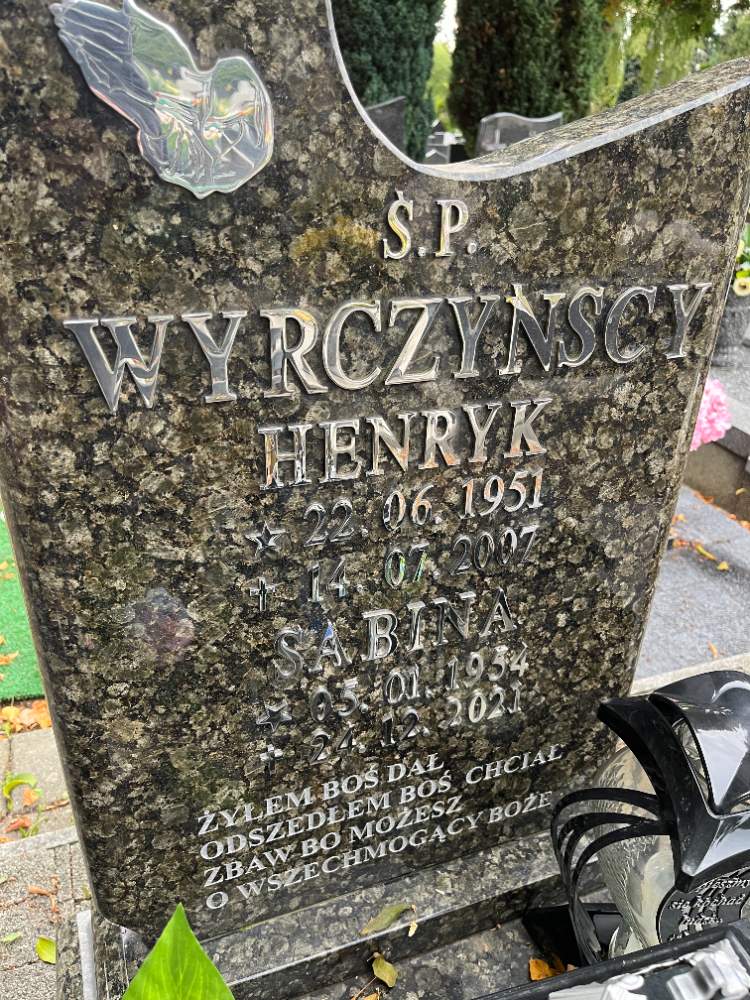 Ś.P.
WYRCZYŃSCY
HENRYK
22. 06. 1951
14. 07. 2007
SABINA
05. 01. 1954
24. 12. 2021
ŻYŁEM BOŚ DAŁ
ODSZEDŁEM BOŚ CHCIAŁ
ZBAW BO MOŻESZ
O WSZECHMOGĄCY BOŻE